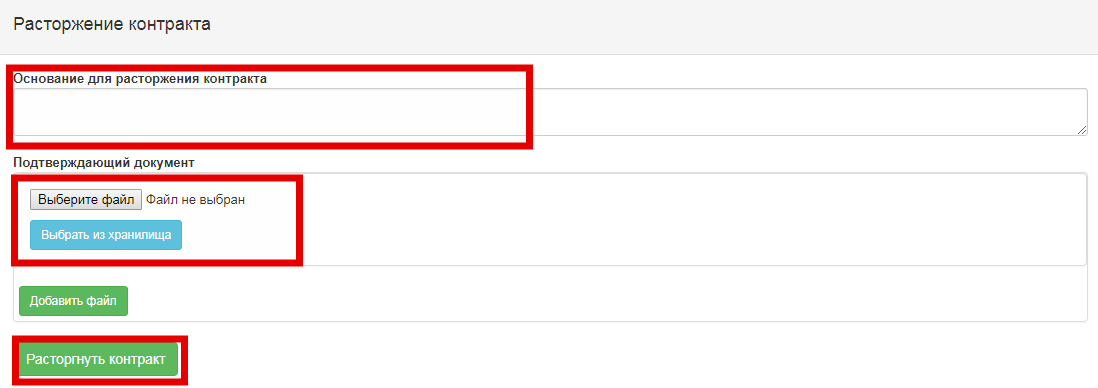 Расторжение контракта
Основание для расторжения контракта
Подтверждающий документ
Выберите файл Файл не выбран
Выбрать из хранилища
Добавить файл
Расторгнуть контракт